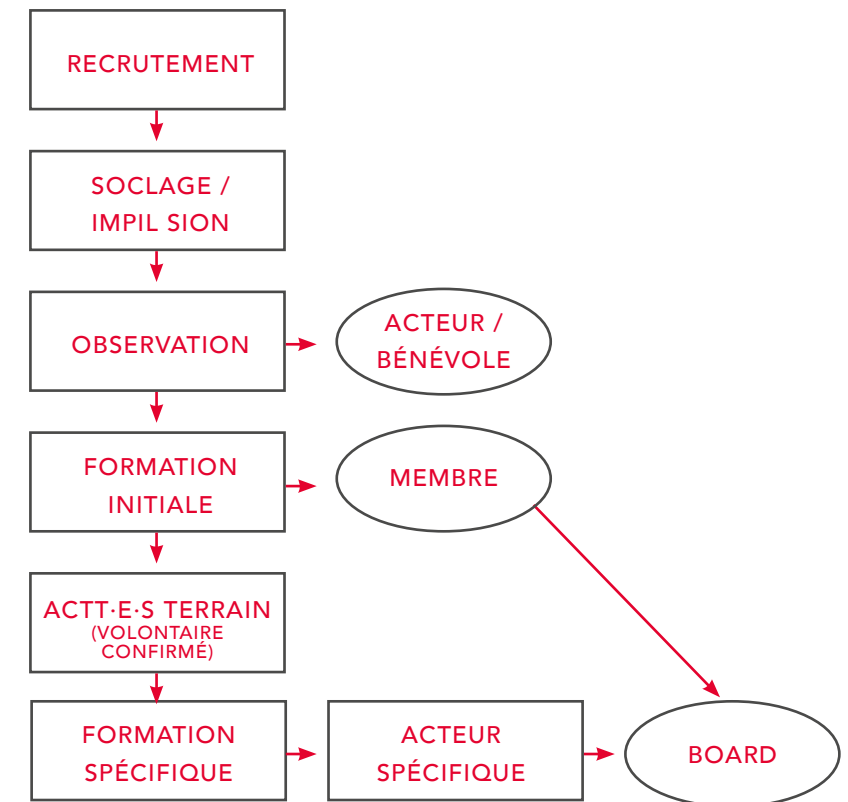 RECRUTEMENT
SOCLAGE /
IMPIL SION
OBSERVATION
ACTEUR /
BÉNÉVOLE
FORMATION
INITIALE
MEMBRE
ACTT·E·S TERRAIN
(VOLONTAIRE
CONFIRMÉ)
FORMATION
SPÉCIFIQUE
ACTEUR
SPÉCIFIQUE
BOARD